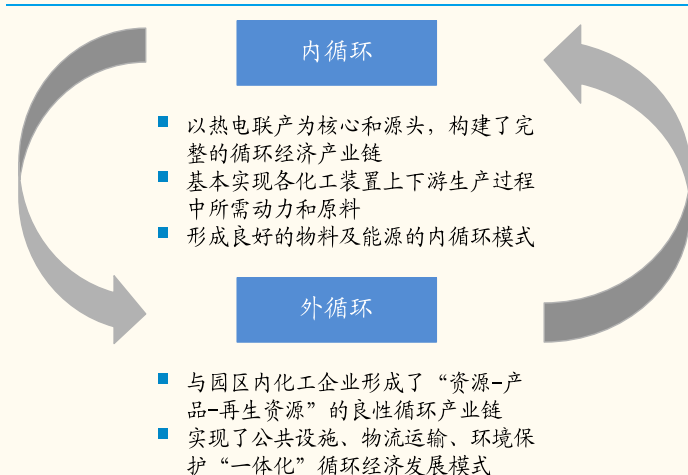 内循环
以热电联产为核心和源头，构建了完
整的循环经济产业链
基本实现各化工装置上下游生产过程
中所需动力和原料
形成良好的物料及能源的内循环模式
外循环
与园区内化工企业形成了“资源-产
品-再生资源”的良性循环产业链
实现了公共设施、物流运输、环境保
护“一体化”循环经济发展模式